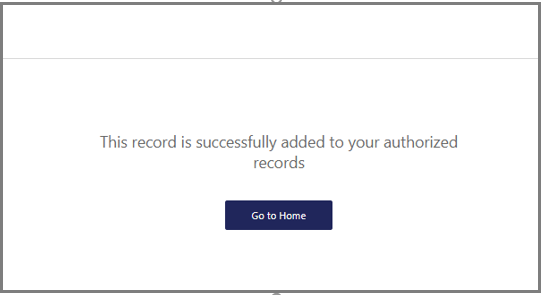 This record is successfully added to your authorized
records
Go to Home